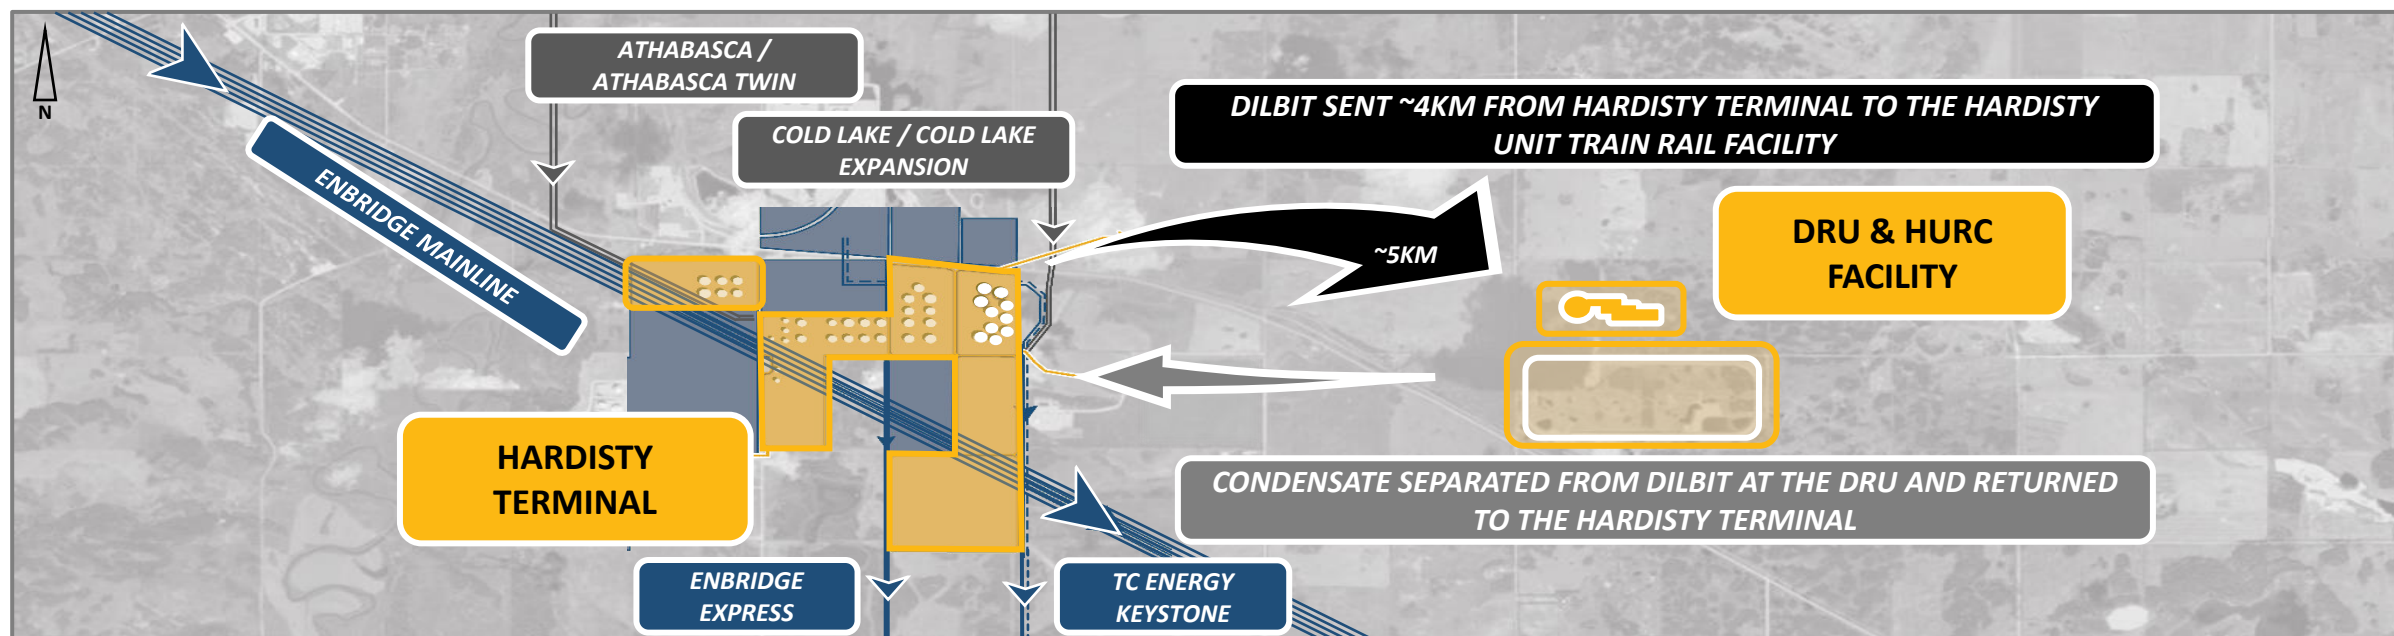 N
ATHABASCA /
ATHABASCA TWIN
COLD LAKE / COLD LAKE
EXPANSION
ENBRIDGE MAINLINE
DILBIT SENT ~4KM FROM HARDISTY TERMINAL TO THE HARDISTY
UNIT TRAIN RAIL FACILITY
~5KM
DRU & HURC
FACILITY
HARDISTY
TERMINAL
CONDENSATE SEPARATED FROM DILBIT AT THE DRU AND RETURNED
TO THE HARDISTY TERMINAL
ENBRIDGE
EXPRESS
TC ENERGY
KEYSTONE